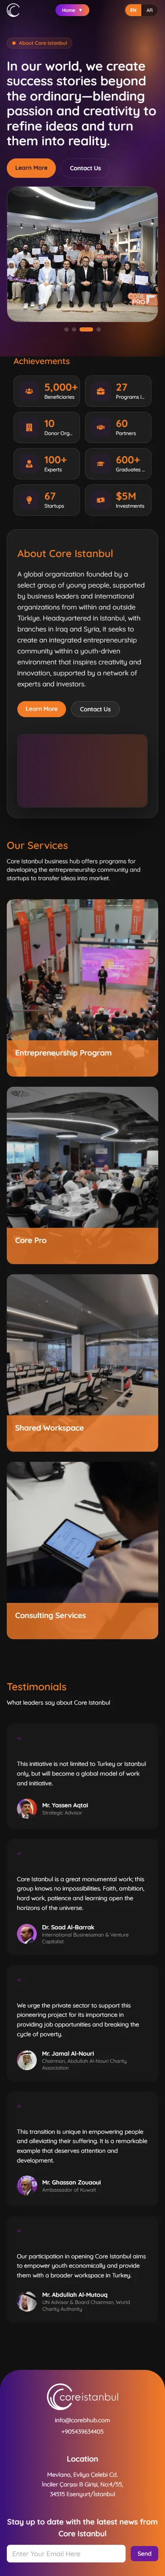 Home
EN
AR
About Core Istanbul
In our world, we create
success stories beyond
the ordinary—blending
passion and creativity to
refine ideas and turn
them into reality.
Learn More
Contact Us
CODE
PRO
Achievements
5,000+
Beneficiaries
27
Programs I...
10
Donor Org...
60
Partners
100+
Experts
600+
Graduates ...
67
Startups
$5M
Investments
About Core Istanbul
A global organization founded by a
select group of young people, supported
by business leaders and international
organizations from within and outside
Türkiye. Headquartered in Istanbul, with
branches in Iraq and Syria, it seeks to
create an integrated entrepreneurship
community within a youth-driven
environment that inspires creativity and
innovation, supported by a network of
experts and investors.
Learn More
Contact Us
Our Services
Core Istanbul business hub offers programs for
developing the entrepreneurship community and
startups to transfer ideas into market.
Entrepreneurship Program
Core Pro
Shared Workspace
Consulting Services
Testimonials
What leaders say about Core Istanbul
This initiative is not limited to Turkey or Istanbul
only, but will become a global model of work
and initiative.
Mr. Yassen Aqtai
Strategic Advisor
Core Istanbul is a great monumental work; this
group knows no impossibilities. Faith, ambition,
hard work, patience and learning open the
horizons of the universe.
Dr. Saad Al-Barrak
International Businessman & Venture
Capitalist
We urge the private sector to support this
pioneering project for its importance in
providing job opportunities and breaking the
cycle of poverty.
Mr. Jamal Al-Nouri
Chairman, Abdullah Al-Nouri Charity
Association
This transition is unique in empowering people
and alleviating their suffering. It is a remarkable
example that deserves attention and
development.
Mr. Ghassan Zouaoui
Ambassador of Kuwait
Our participation in opening Core Istanbul aims
to empower youth economically and provide
them with a broader workspace in Turkey.
Mr. Abdullah Al-Mutouq
UN Advisor & Board Chairman, World
Charity Authority
coreistanbul
info@corebhub.com
+905439634405
Location
Mevlana, Evliya Çelebi Cd.
İnciler Çarşısı B Girişi, No:4/55,
34515 Esenyurt/İstanbul
Stay up to date with the latest news from
Core Istanbul
Enter Your Email Here
Send